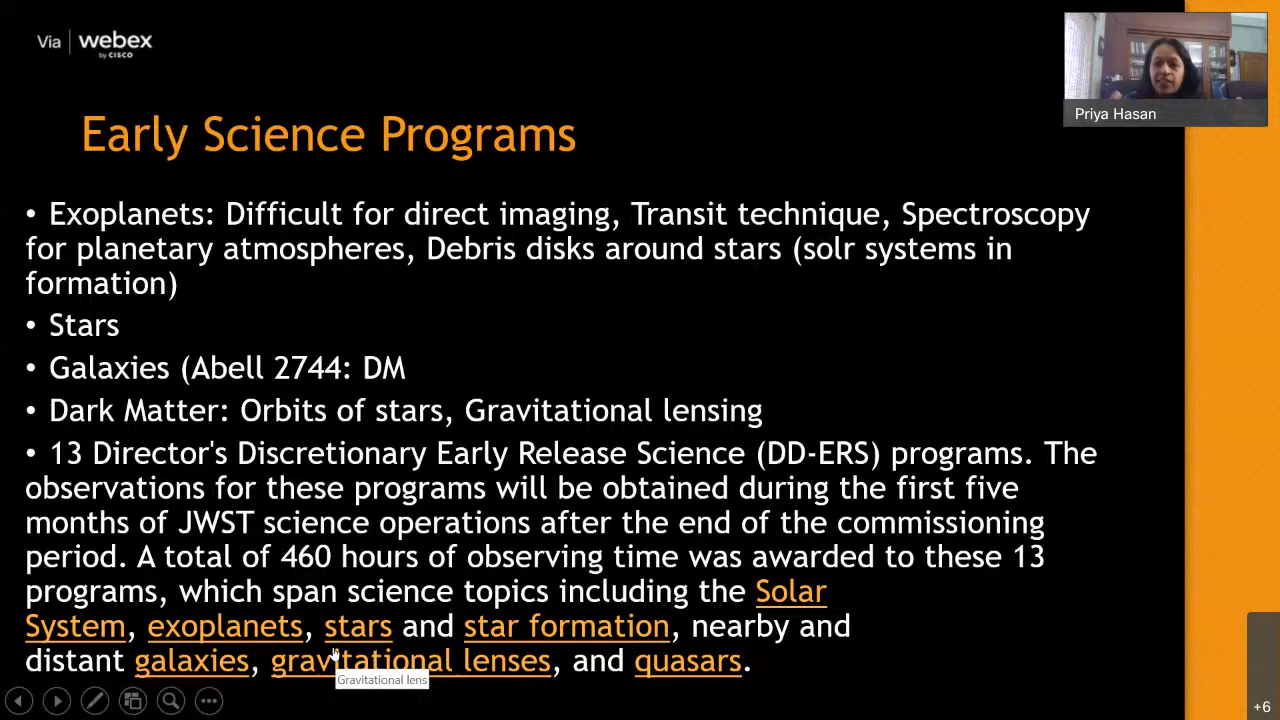 Via webex
by CISCO
Priya Hasan
Early Science Programs
• Exoplanets: Difficult for direct imaging, Transit technique, Spectroscopy
for planetary atmospheres, Debris disks around stars (solr systems in
formation)
• Stars
• Galaxies (Abell 2744: DM
• Dark Matter: Orbits of stars, Gravitational lensing
• 13 Director's Discretionary Early Release Science (DD-ERS) programs. The
observations for these programs will be obtained during the first five
months of JWST science operations after the end of the commissioning
period. A total of 460 hours of observing time was awarded to these 13
programs, which span science topics including the Solar
System, exoplanets, stars and star formation, nearby and
distant galaxies, gravitational lenses, and quasars.
Gravitational lens
+6